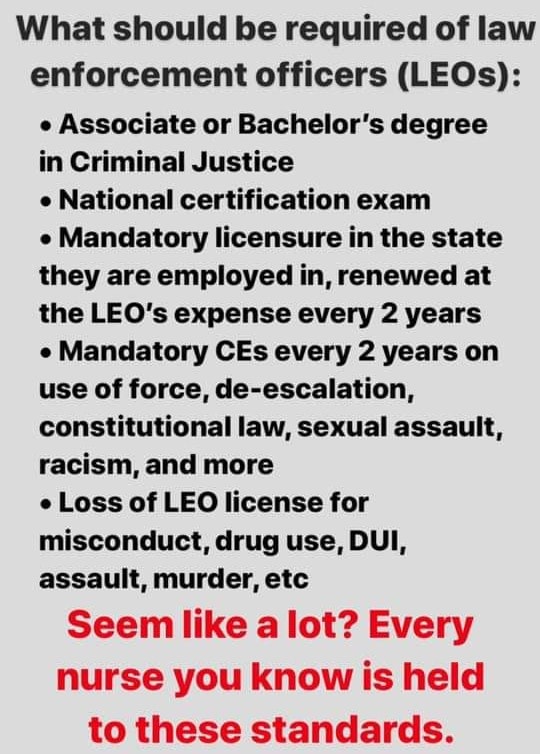 What should be required of law
enforcement officers (LEOs):
• Associate or Bachelor's degree
in Criminal Justice
• National certification exam
• Mandatory licensure in the state
they are employed in, renewed at
the LEO's expense every 2 years
• Mandatory CEs every 2 years on
use of force, de-escalation,
constitutional law, sexual assault,
racism, and more
• Loss of LEO license for
misconduct, drug use, DUI,
assault, murder, etc
Seem like a lot? Every
nurse you know is held
to these standards.